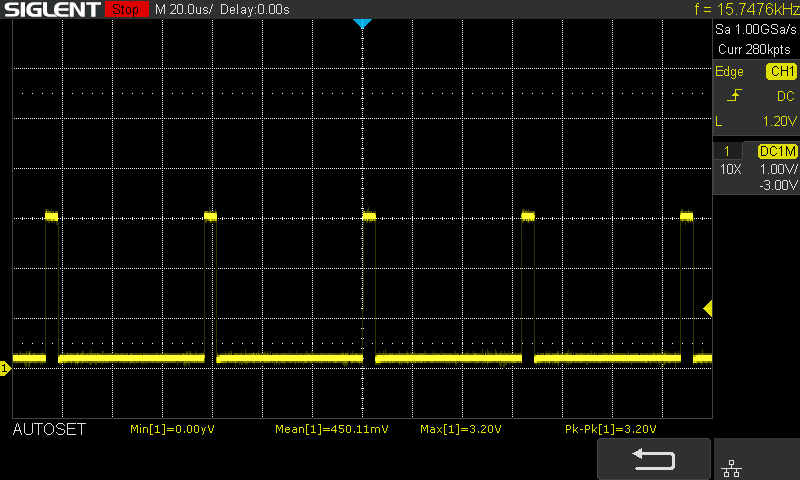 SIGLENT Stop M 20.0us/ Delay:0.00s f = 15.7476kHz
Sa 1.00GSa/s
Curr 280kpts
Edge CH1
DC
L 1.20V
1 DC1M
10X 1.00V/
-3.00V
1
AUTOSET Min[1]=0.00yV Mean[1]=450.11mV Max[1]=3.20V Pk-Pk[1]=3.20V